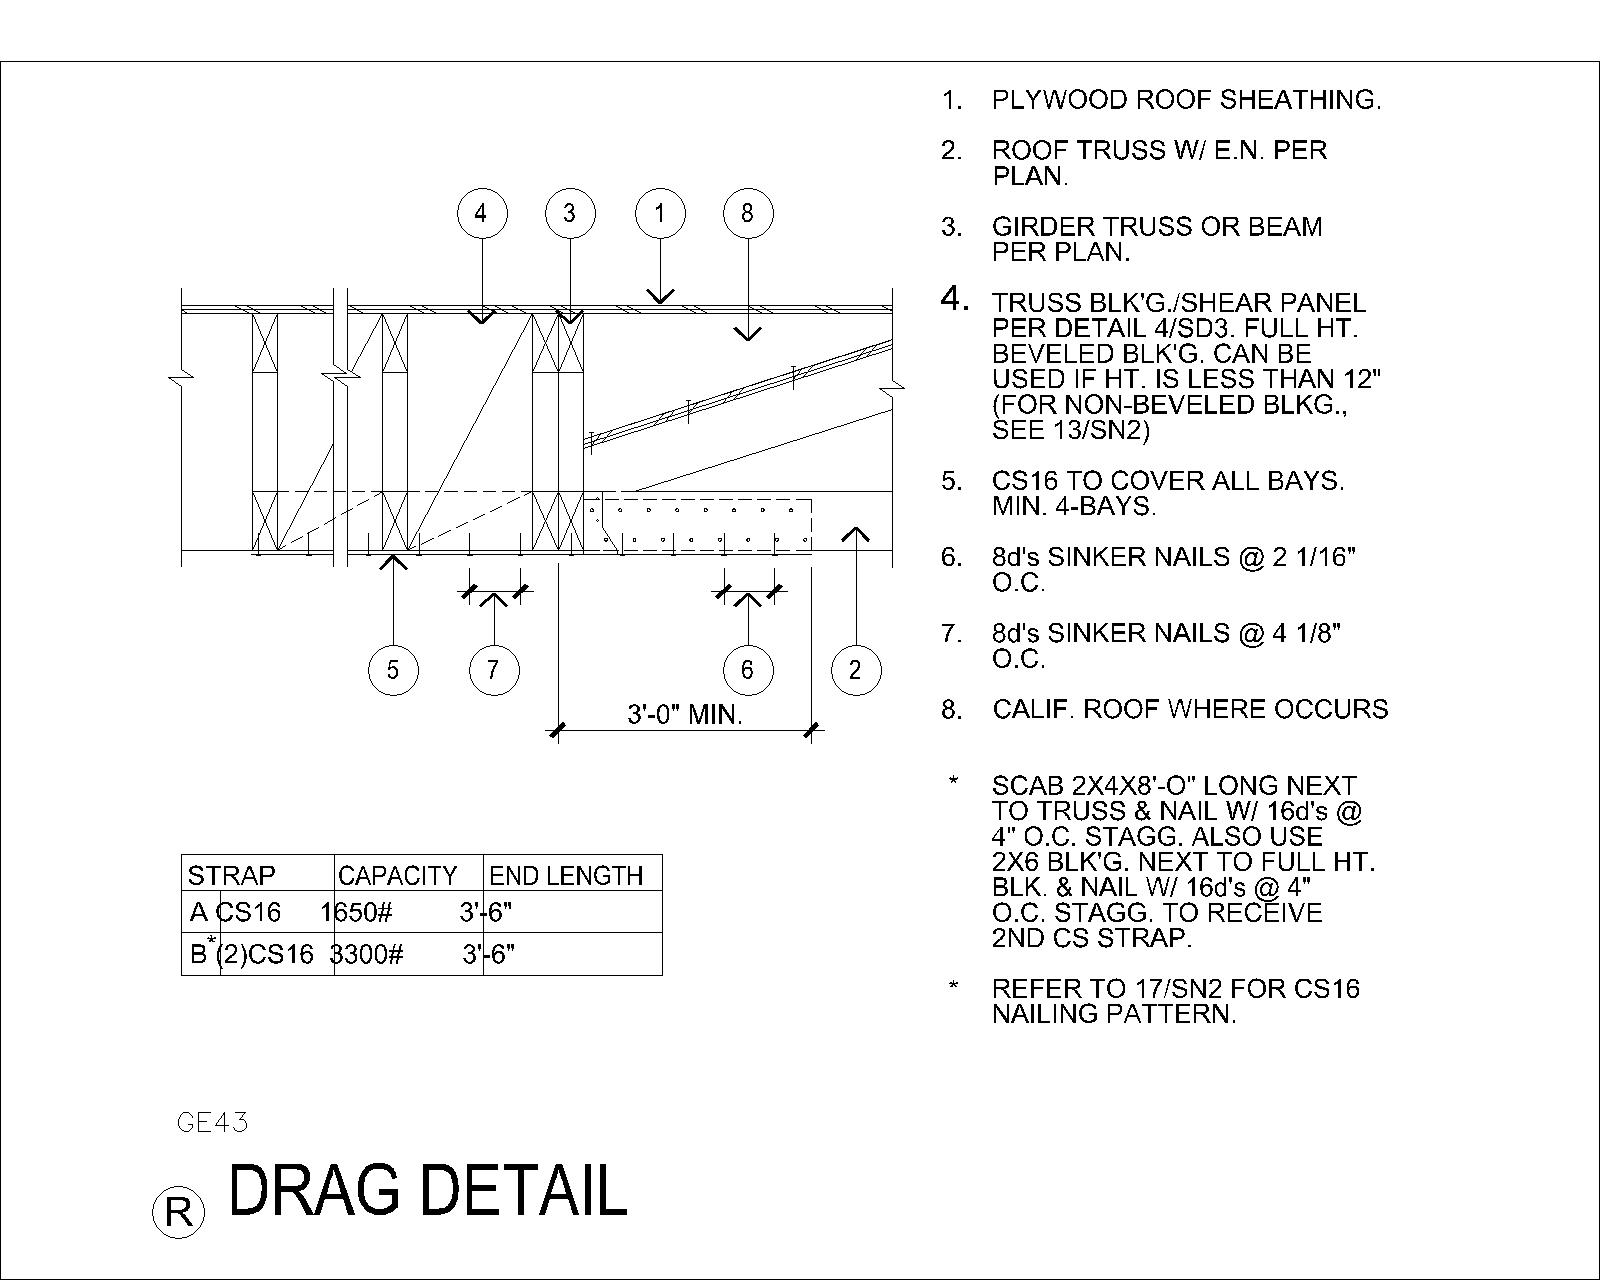 1. PLYWOOD ROOF SHEATHING.
2. ROOF TRUSS W/ E.N. PER
PLAN.
3. GIRDER TRUSS OR BEAM
PER PLAN.
4. TRUSS BLK'G./SHEAR PANEL
PER DETAIL 4/SD3. FULL HT.
BEVELED BLK'G. CAN BE
USED IF HT. IS LESS THAN 12"
(FOR NON-BEVELED BLKG.,
SEE 13/SN2)
5. CS16 TO COVER ALL BAYS.
MIN. 4-BAYS.
6. 8d's SINKER NAILS @ 2 1/16"
O.C.
7. 8d's SINKER NAILS @ 4 1/8"
O.C.
8. CALIF. ROOF WHERE OCCURS
* SCAB 2X4X8'-O" LONG NEXT
TO TRUSS & NAIL W/ 16d's @
4" O.C. STAGG. ALSO USE
2X6 BLK'G. NEXT TO FULL HT.
BLK. & NAIL W/ 16d's @ 4"
O.C. STAGG. TO RECEIVE
2ND CS STRAP.
* REFER TO 17/SN2 FOR CS16
NAILING PATTERN.
4 3 1 8
5 7 6 2
3'-0" MIN.
STRAP CAPACITY END LENGTH
A CS16 1650# 3'-6"
B*(2)CS16 3300# 3'-6"
GE43
R DRAG DETAIL